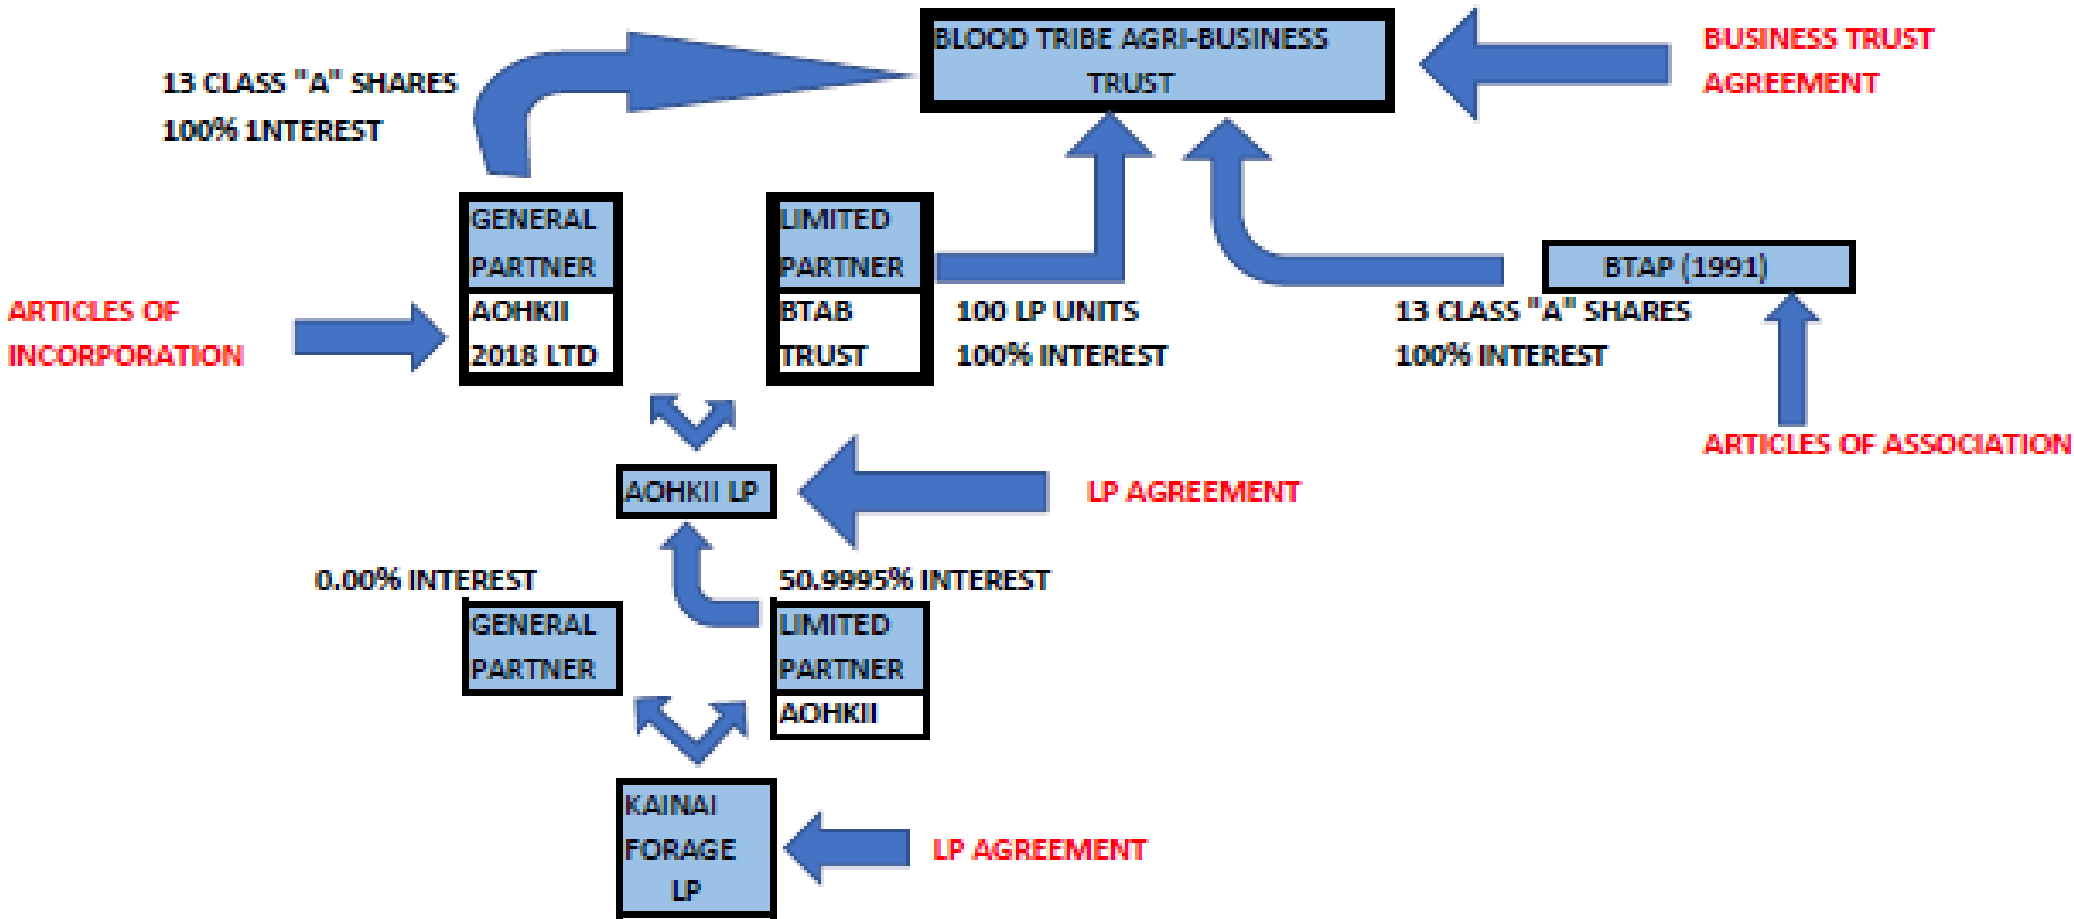 BLOOD TRIBE AGRI-BUSINESS
TRUST
BUSINESS TRUST
AGREEMENT
13 CLASS "A" SHARES
100% 1NTEREST
GENERAL
PARTNER
AOHKII
2018 LTD
LIMITED
PARTNER
BTAB
TRUST
100 LP UNITS
100% INTEREST
BTAP (1991)
13 CLASS "A" SHARES
100% INTEREST
ARTICLES OF
INCORPORATION
ARTICLES OF ASSOCIATION
AOHKII LP
LP AGREEMENT
0.00% INTEREST
50.9995% INTEREST
GENERAL
PARTNER
LIMITED
PARTNER
AOHKII
KAINAI
FORAGE
LP
LP AGREEMENT